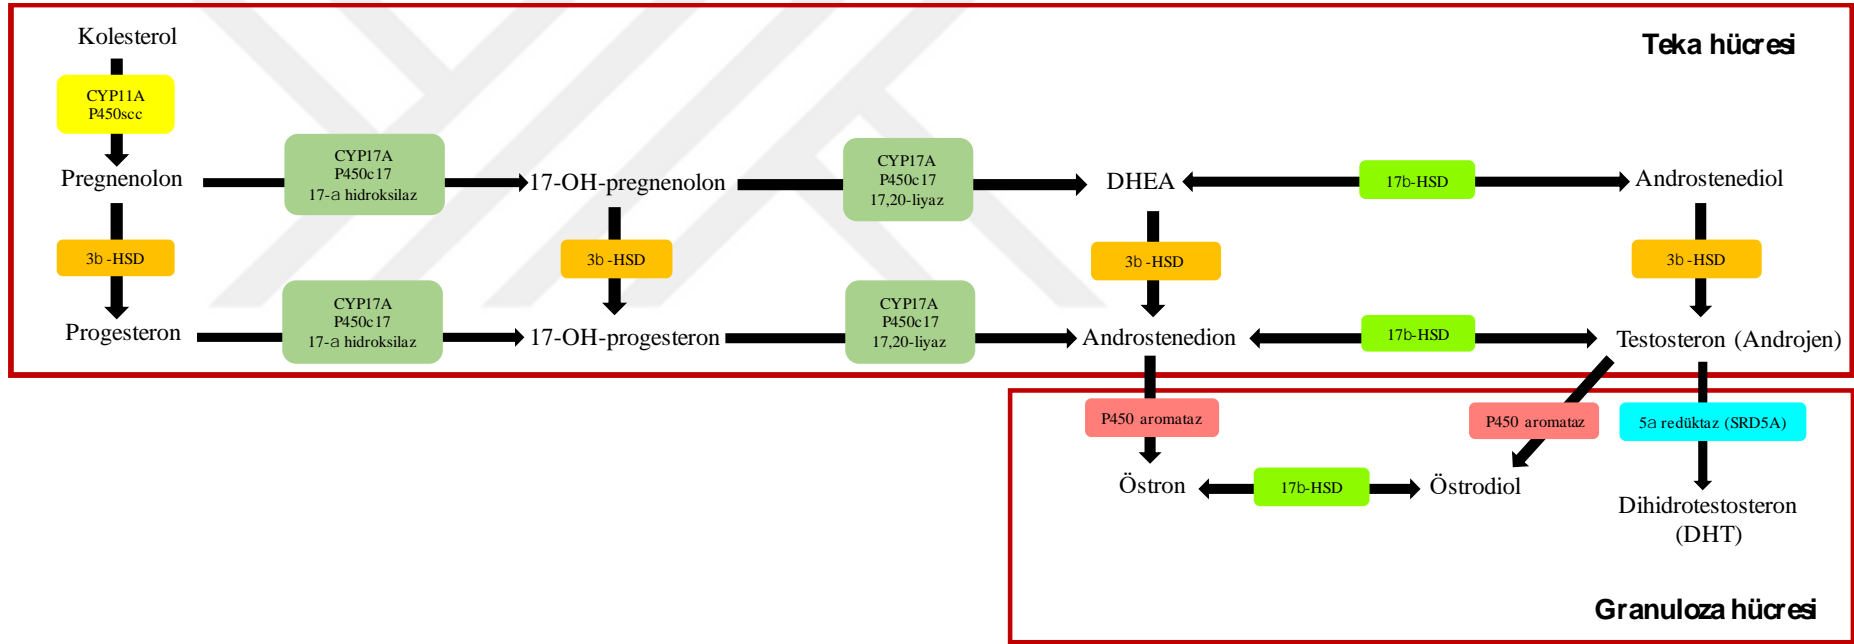 Kolesterol
Teka hücresi
CYP11A
P450scc
CYP17A
P450c17
17-a hidroksilaz
CYP17A
P450c17
17,20-liyaz
Pregnenolon
17-OH-pregnenolon
DHEA
17b-HSD
Androstenediol
3b-HSD
3b-HSD
3b-HSD
3b-HSD
CYP17A
P450c17
17-a hidroksilaz
CYP17A
P450c17
17,20-liyaz
Progesteron
17-OH-progesteron
Androstenedion
17b-HSD
Testosteron (Androjen)
P450 aromataz
P450 aromataz
5a redüktaz (SRD5A)
Östron
17b-HSD
Östrodiol
Dihidrotestosteron
(DHT)
Granuloza hücresi